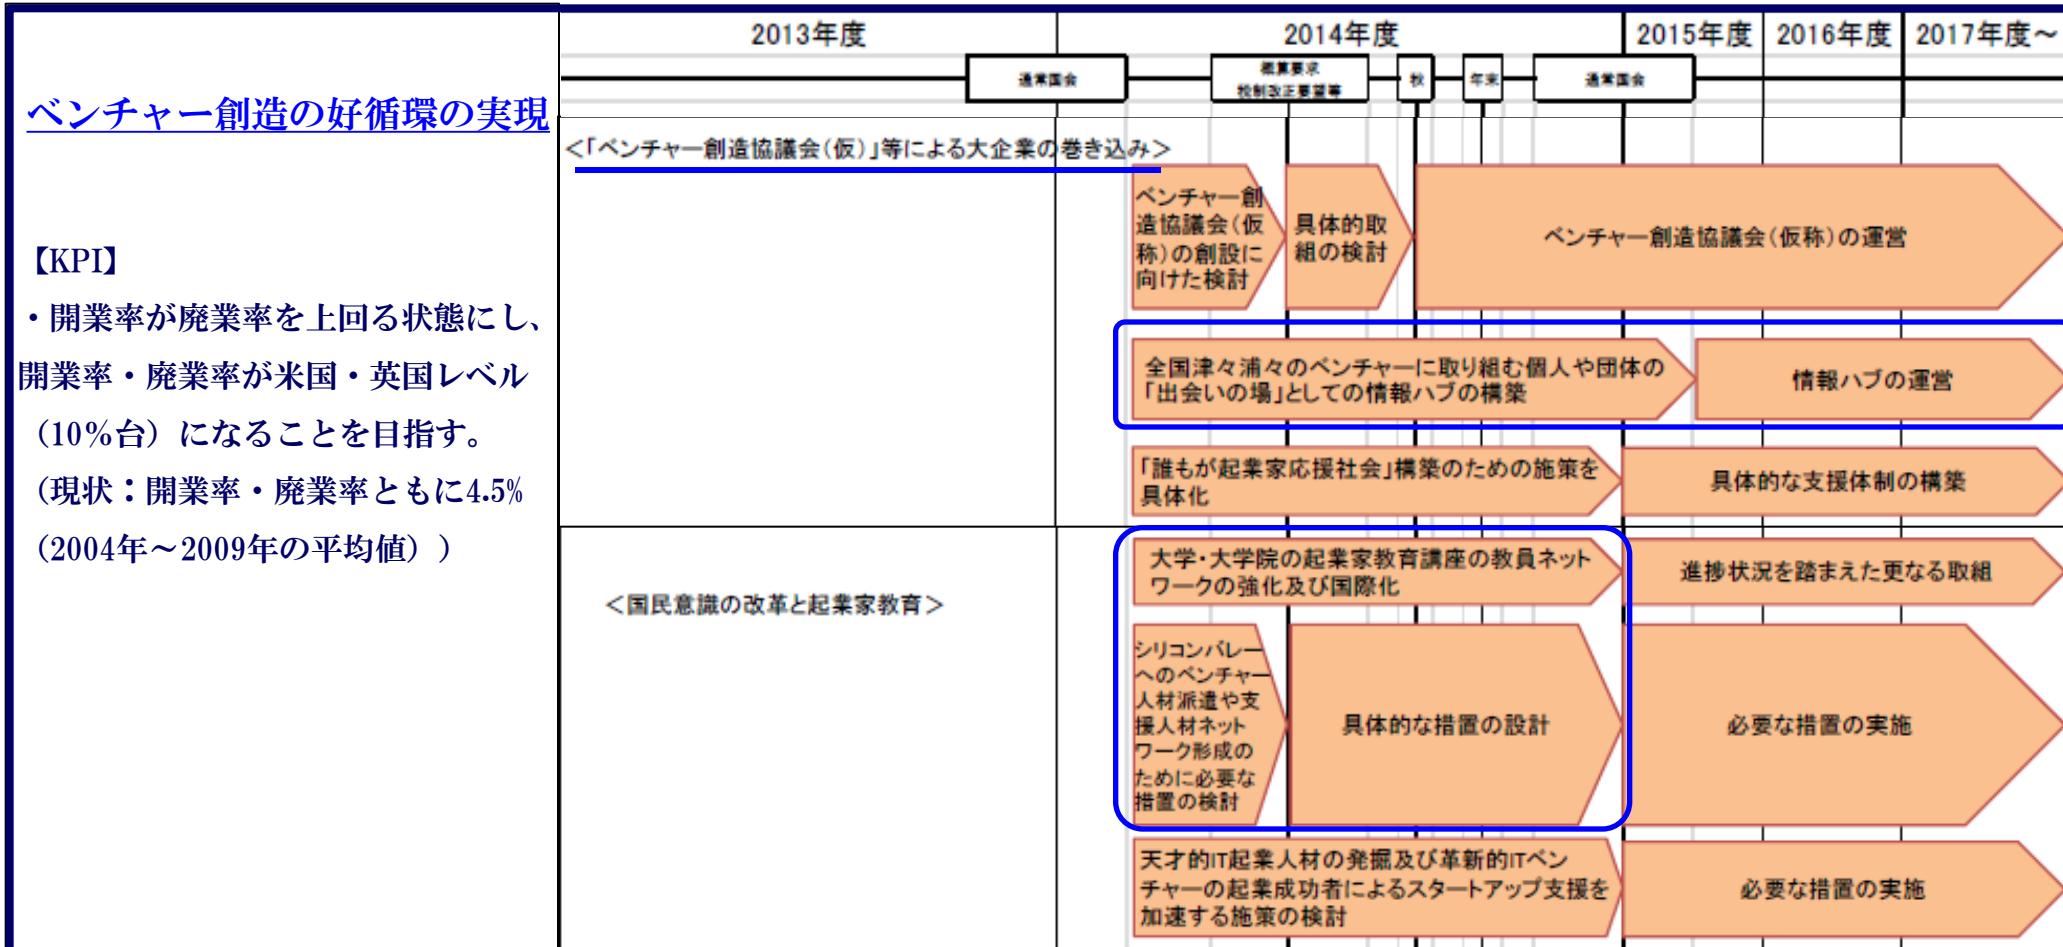 2013年度
2014年度
2015年度
2016年度
2017年度～
通常国会
概算要求
税制改正要望等
秋
年末
通常国会
ベンチャー創造の好循環の実現
【KPI】
・開業率が廃業率を上回る状態にし、
開業率・廃業率が米国・英国レベル
（10%台）になることを目指す。
（現状：開業率・廃業率ともに4.5%
（2004年～2009年の平均値））
＜「ベンチャー創造協議会（仮）」等による大企業の巻き込み＞
ベンチャー創
造協議会（仮
称）の創設に
向けた検討
具体的取
組の検討
ベンチャー創造協議会（仮称）の運営
全国津々浦々のベンチャーに取り組む個人や団体の
「出会いの場」としての情報ハブの構築
情報ハブの運営
「誰もが起業家応援社会」構築のための施策を
具体化
具体的な支援体制の構築
＜国民意識の改革と起業家教育＞
大学・大学院の起業家教育講座の教員ネット
ワークの強化及び国際化
進捗状況を踏まえた更なる取組
シリコンバレー
へのベンチャー
人材派遣や支
援人材ネット
ワーク形成の
ために必要な
措置の検討
具体的な措置の設計
必要な措置の実施
天才的IT起業人材の発掘及び革新的ITベン
チャーの起業成功者によるスタートアップ支援を
加速する施策の検討
必要な措置の実施